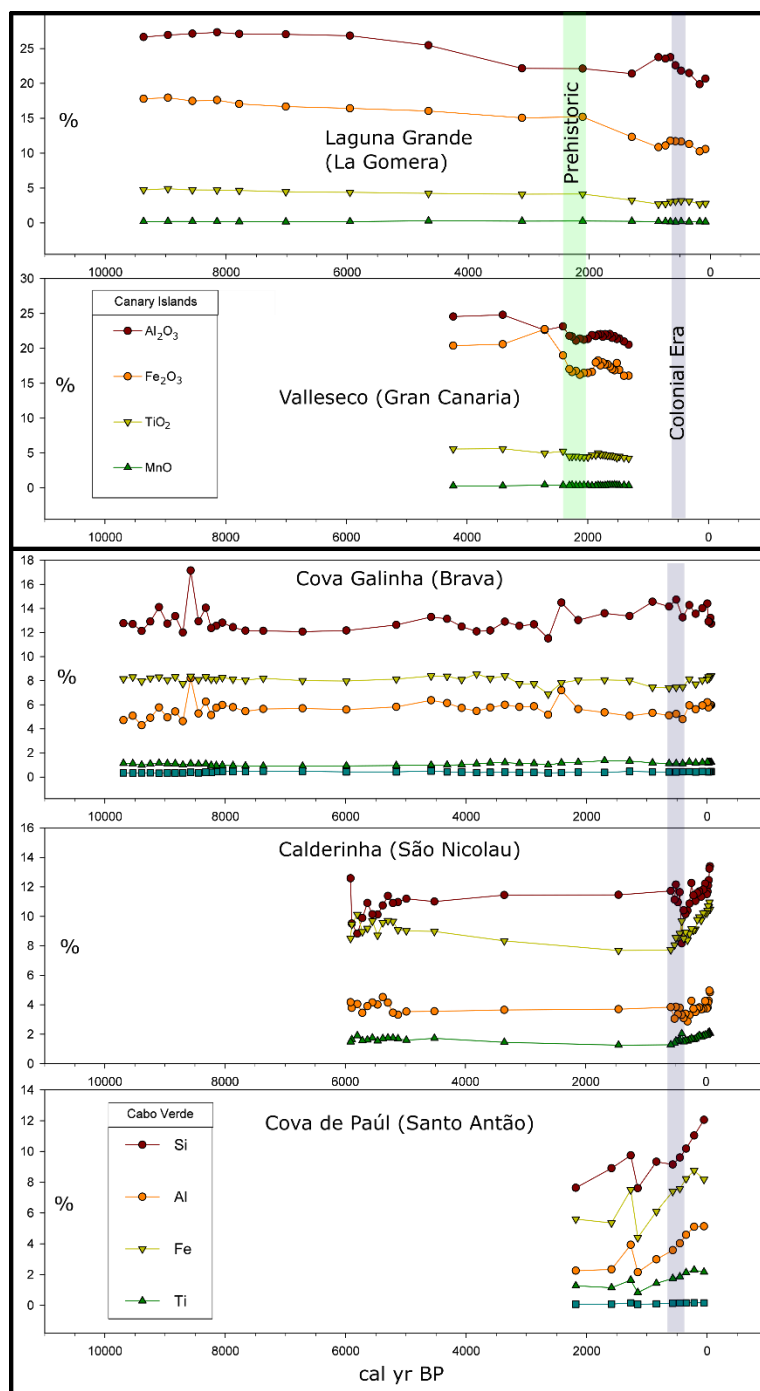 25
20
15
10
5
0
%
Laguna Grande
(La Gomera)
Prehistoric
10000 8000 6000 4000 2000 0
30
25
20
15
10
5
0
%
Canary Islands
Al2O3
Fe2O3
TiO2
MnO
Valleseco (Gran Canaria)
Colonial Era
10000 8000 6000 4000 2000 0
18
16
14
12
10
8
6
4
2
0
%
Cova Galinha (Brava)
10000 8000 6000 4000 2000 0
16
14
12
10
8
6
4
2
0
%
Calderinha (São Nicolau)
10000 8000 6000 4000 2000 0
14
12
10
8
6
4
2
0
%
Cabo Verde
Si
Al
Fe
Ti
Cova de Paúl (Santo Antão)
10000 8000 6000 4000 2000 0
cal yr BP